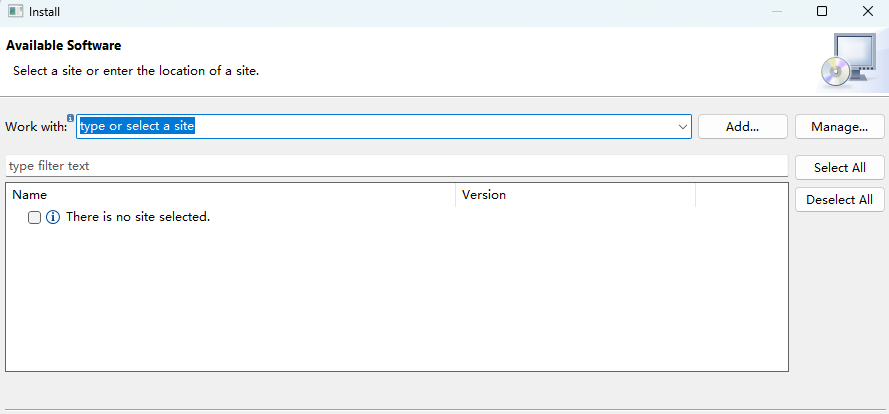 Install
Available Software
Select a site or enter the location of a site.
Work with: type or select a site Add... Manage...
type filter text Select All
Name Version
Deselect All
There is no site selected.